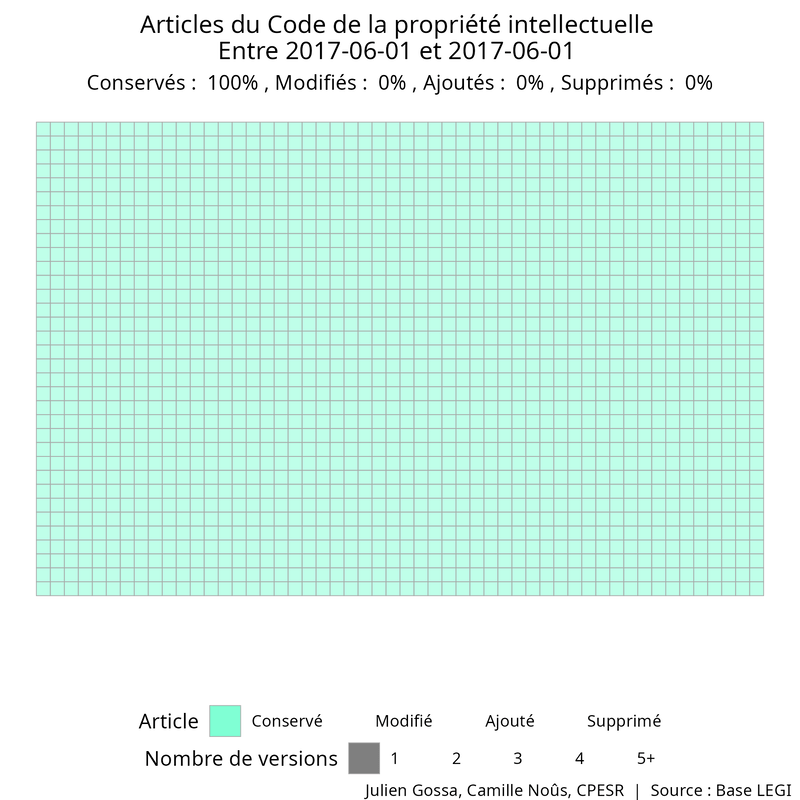 Articles du Code de la propriété intellectuelle
Entre 2017-06-01 et 2017-06-01
Conservés :  100% , Modifiés :  0% , Ajoutés :  0% , Supprimés :  0%
Article Conservé Modifié Ajouté Supprimé
Nombre de versions 1 2 3 4 5+
Julien Gossa, Camille Noûs, CPESR  |  Source : Base LEGI